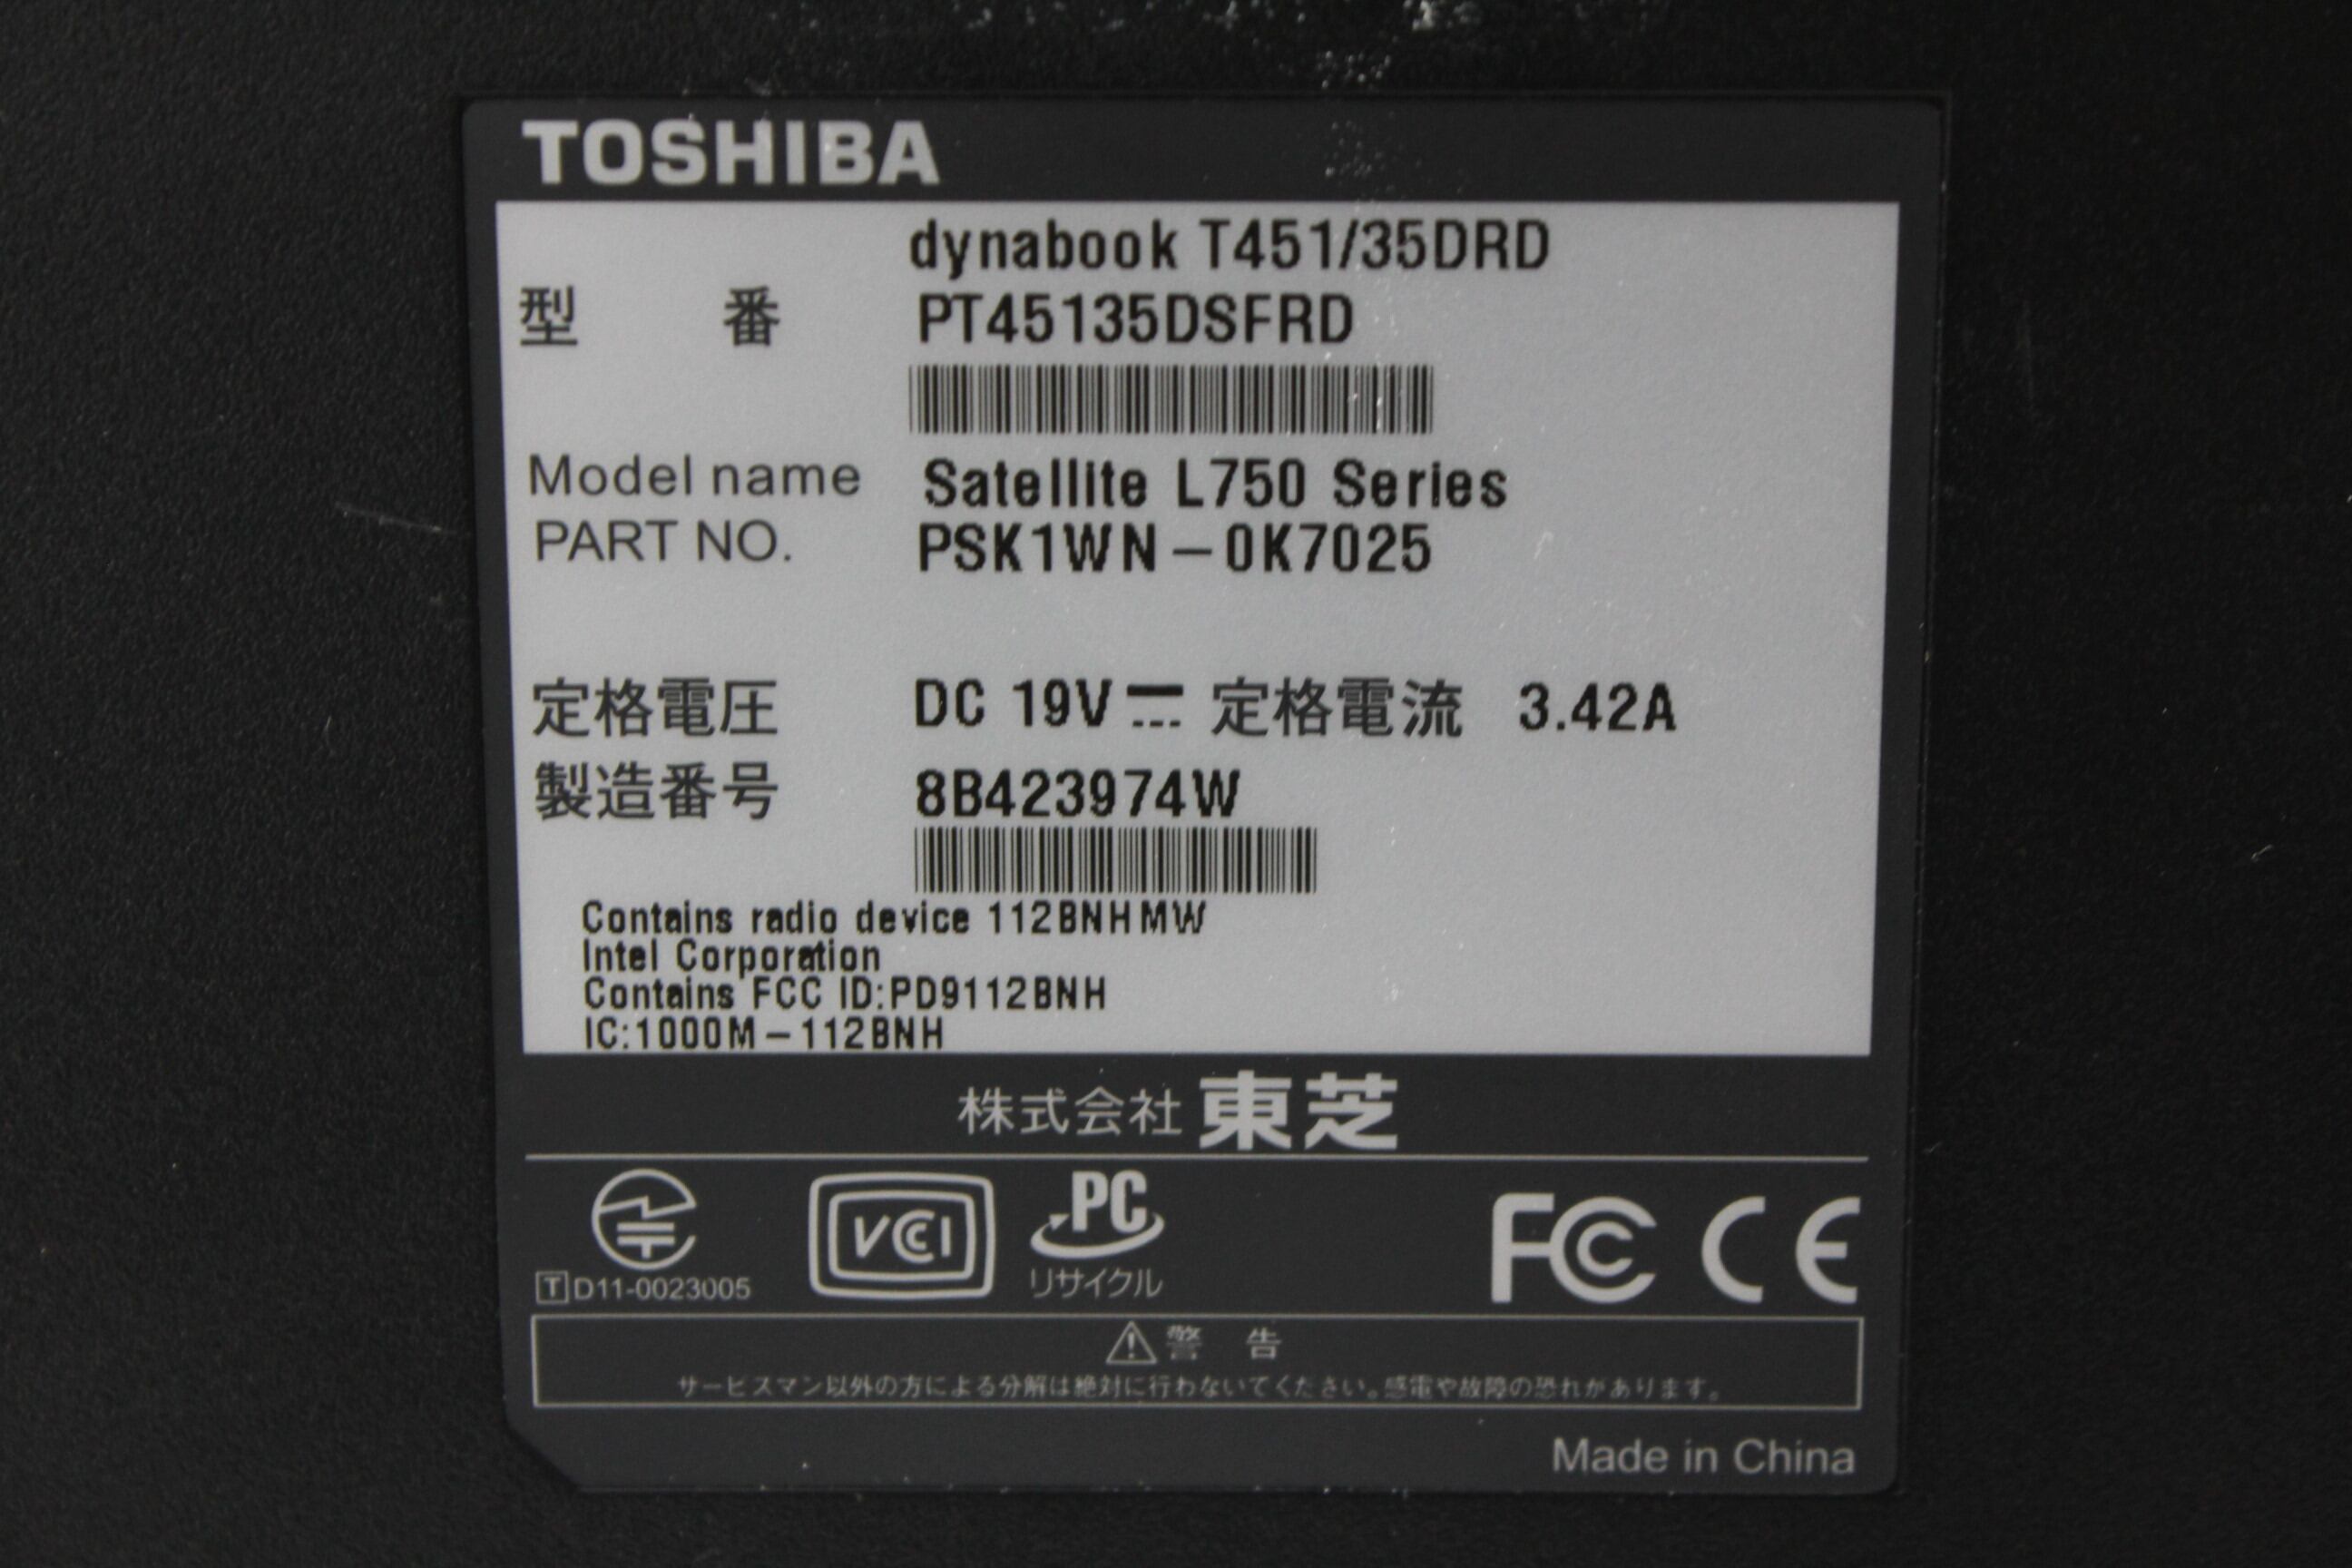 TOSHIBA
dynabook T451/35DRD
型 番 PT45135DSFRD
Model name Satellite L750 Series
PART NO. PSK1WN-0K7025
定格電圧 DC 19V 定格電流 3.42A
製造番号 8B423974W
Contains radio device 112BNHMW
Intel Corporation
Contains FCC ID:PD9112BNH
IC:1000M-112BNH
株式会社 東芝
VCCI PC FC CE
リサイクル
T D11-0023005
警 告
サービスマン以外の方による分解は絶対に行わないでください。感電や故障の恐れがあります。
Made in China